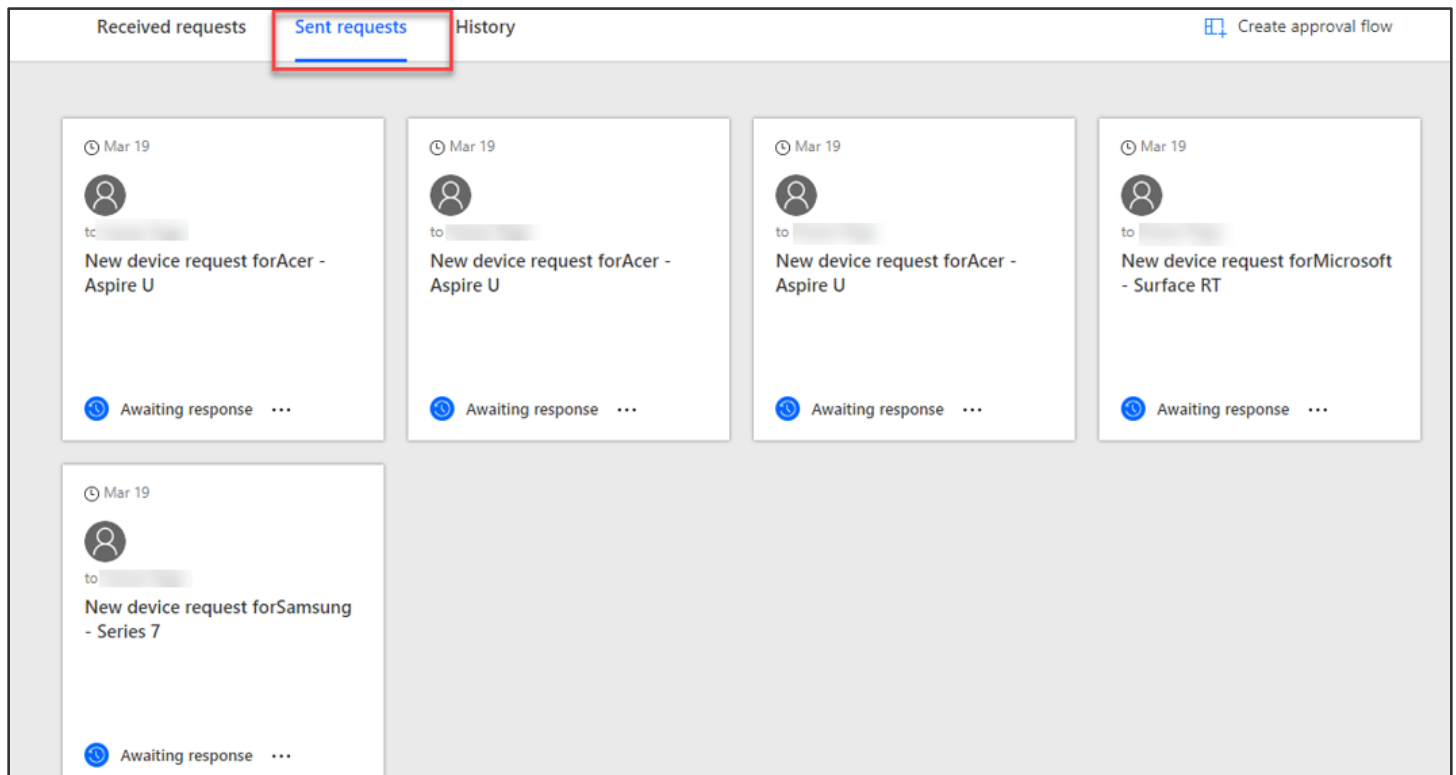 Received requests Sent requests History Create approval flow
Mar 19 Mar 19 Mar 19 Mar 19
to to to
New device request forAcer - New device request forAcer - New device request forAcer - New device request forMicrosoft
Aspire U Aspire U Aspire U - Surface RT
Awaiting response ... Awaiting response ... Awaiting response ... Awaiting response ...
Mar 19
to
New device request forSamsung
- Series 7
Awaiting response ...